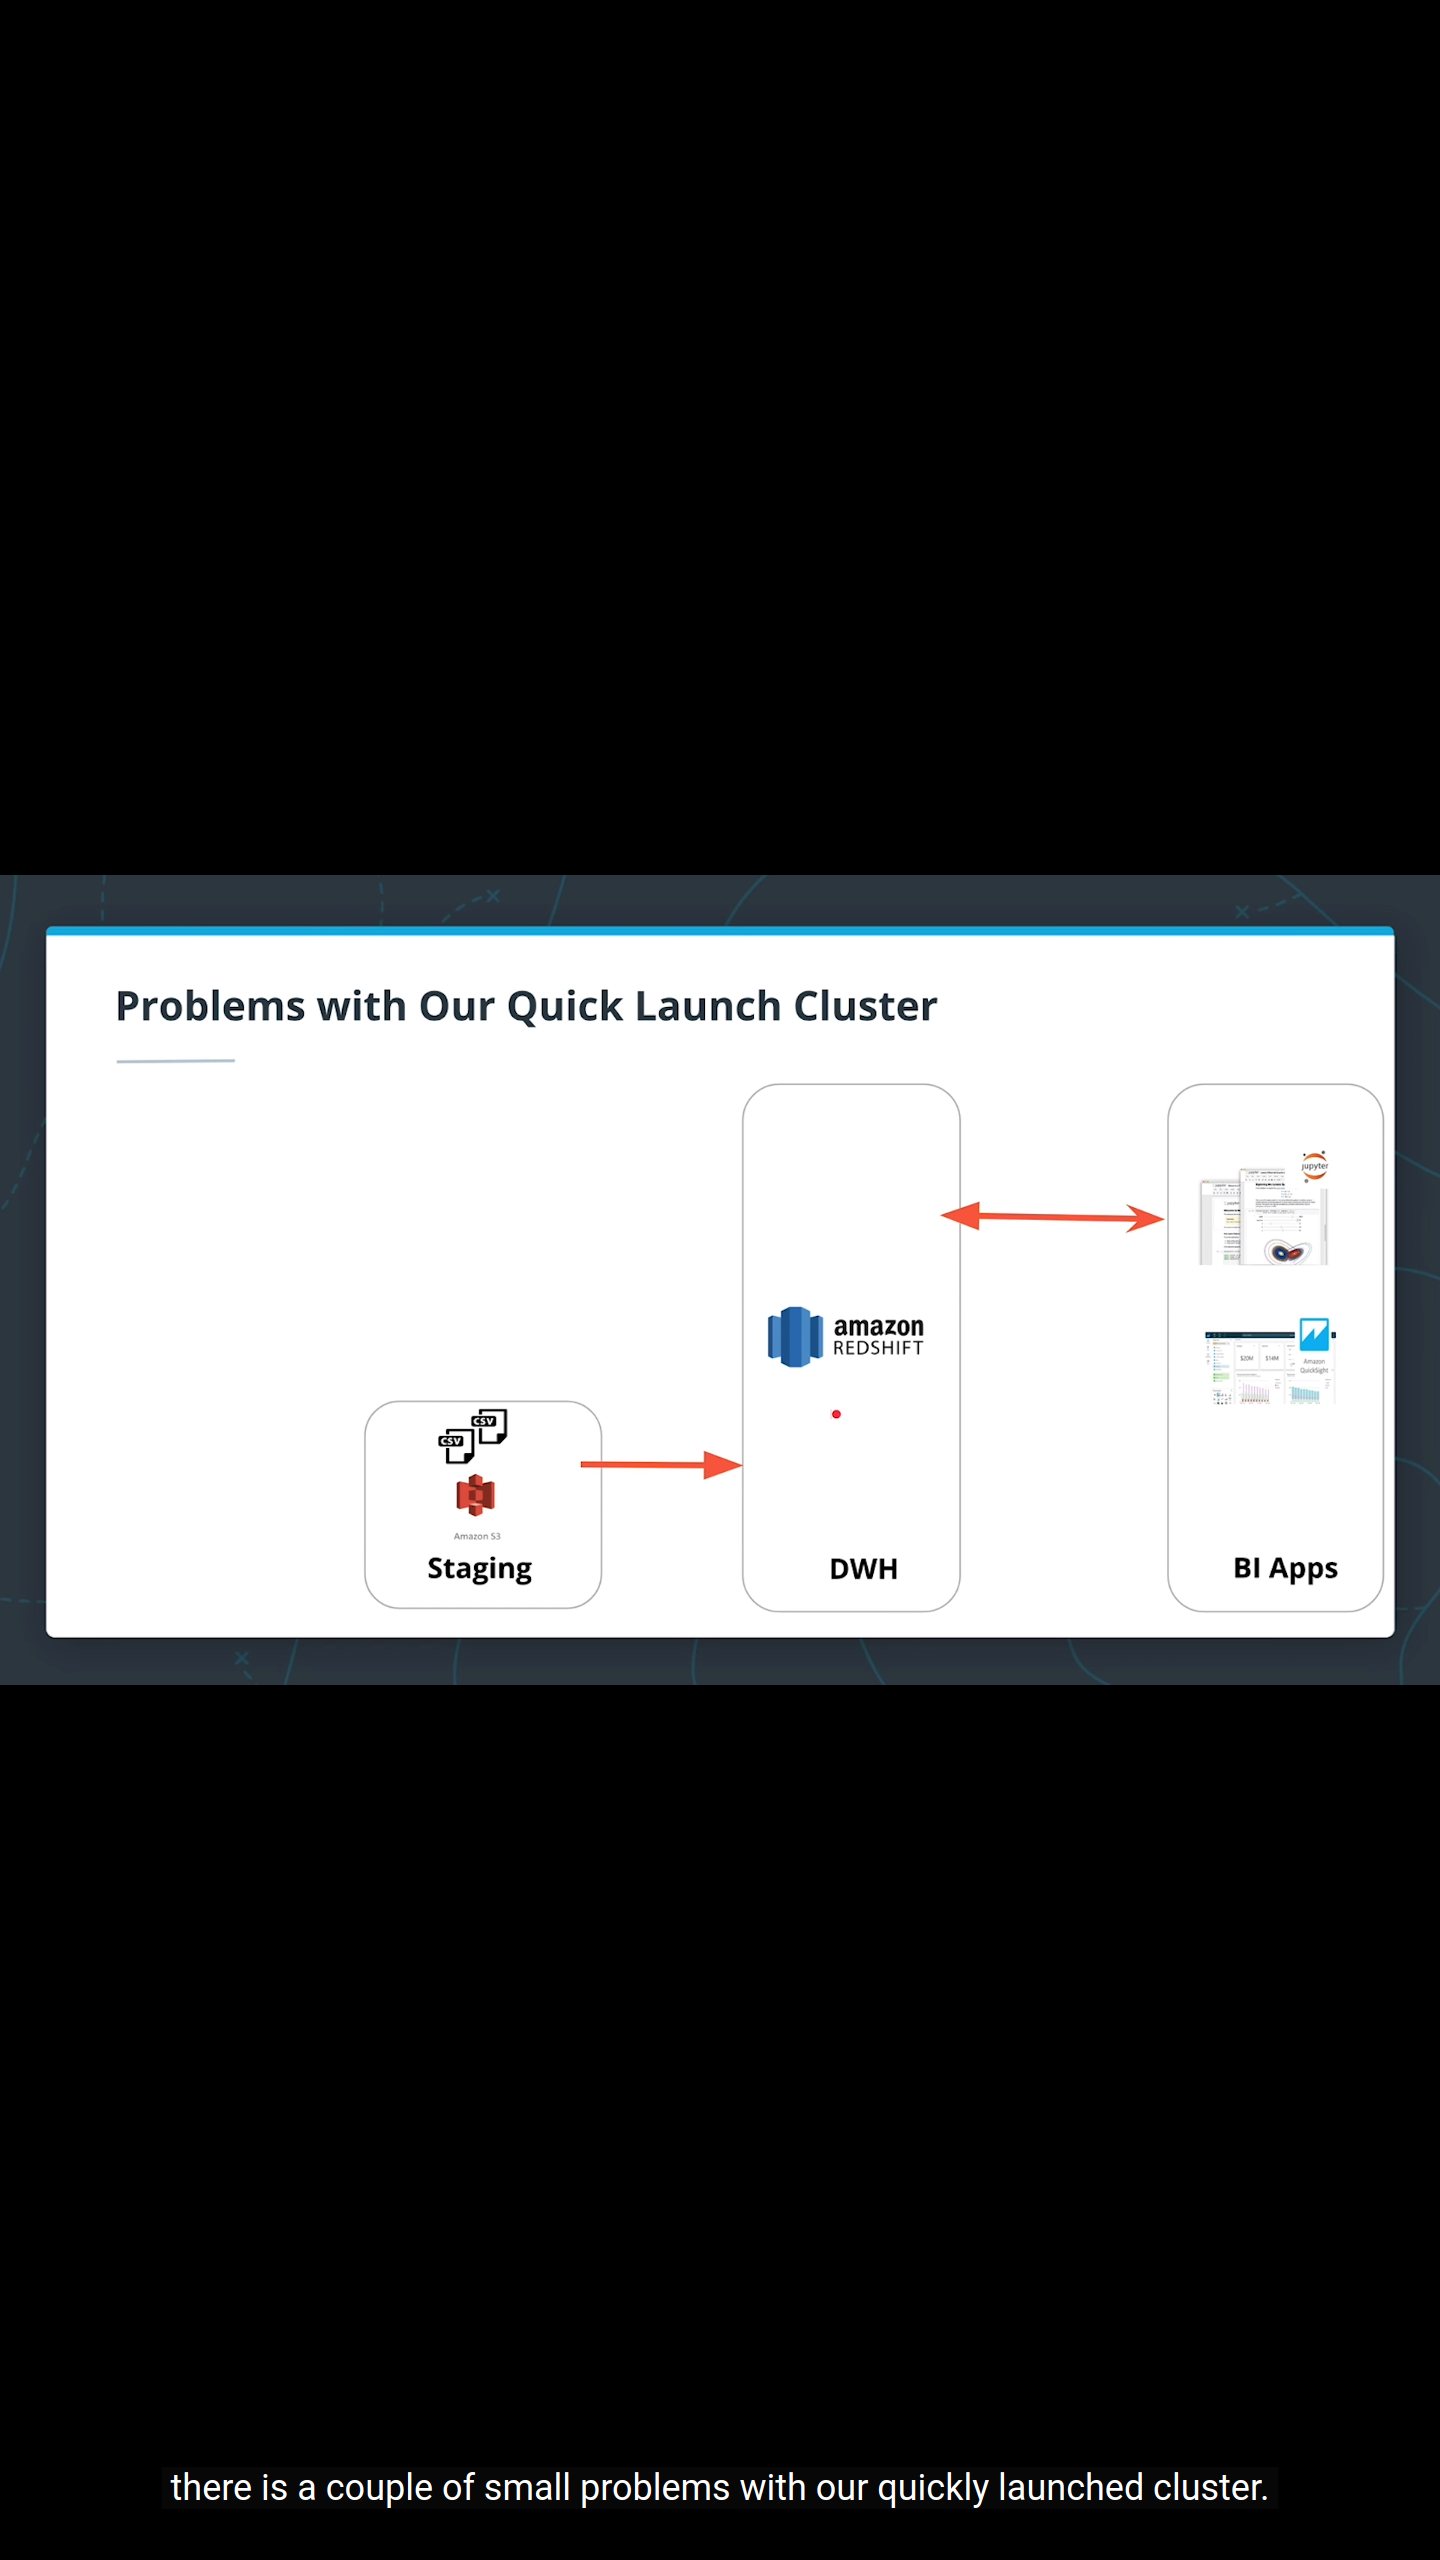 Problems with Our Quick Launch Cluster
jupyter
amazon
REDSHIFT
$20M
$14M
Amazon
QuickSight
CSV
CSV
Amazon S3
Staging
DWH
BI Apps
there is a couple of small problems with our quickly launched cluster.